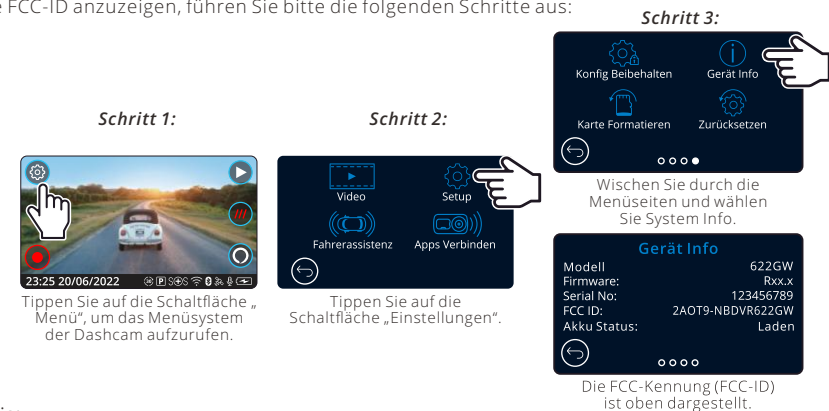 FCC-ID anzuzeigen, führen Sie bitte die folgenden Schritte aus:
Schritt 1:
23:25 20/06/2022
Tippen Sie auf die Schaltfläche „
Menü“, um das Menüsystem
der Dashcam aufzurufen.
Schritt 2:
Video
Setup
Fahrerassistenz
Apps Verbinden
Tippen Sie auf die
Schaltfläche „Einstellungen“.
Schritt 3:
Konfig Beibehalten
Gerät Info
Karte Formatieren
Zurücksetzen
Wischen Sie durch die
Menüseiten und wählen
Sie System Info.
Gerät Info
Modell 622GW
Firmware: Rxx.x
Serial No: 123456789
FCC ID: 2AOT9-NBDVR622GW
Akku Status: Laden
Die FCC-Kennung (FCC-ID)
ist oben dargestellt.